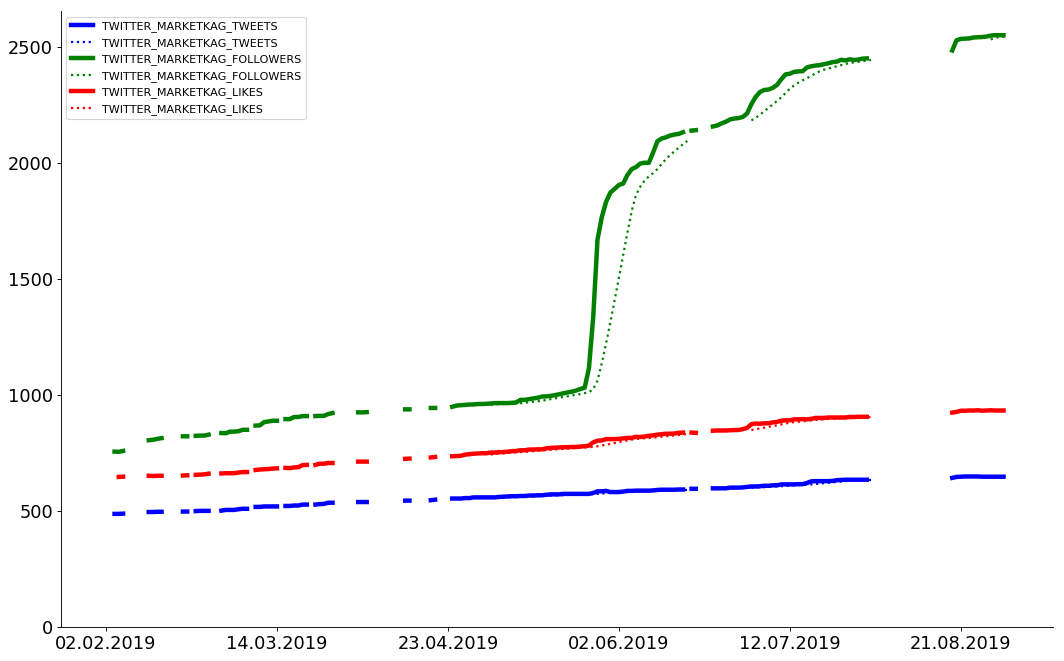 TWITTER_MARKETKAG_TWEETS
TWITTER_MARKETKAG_TWEETS
TWITTER_MARKETKAG_FOLLOWERS
TWITTER_MARKETKAG_FOLLOWERS
TWITTER_MARKETKAG_LIKES
TWITTER_MARKETKAG_LIKES
2500
2000
1500
1000
500
0
02.02.2019 14.03.2019 23.04.2019 02.06.2019 12.07.2019 21.08.2019